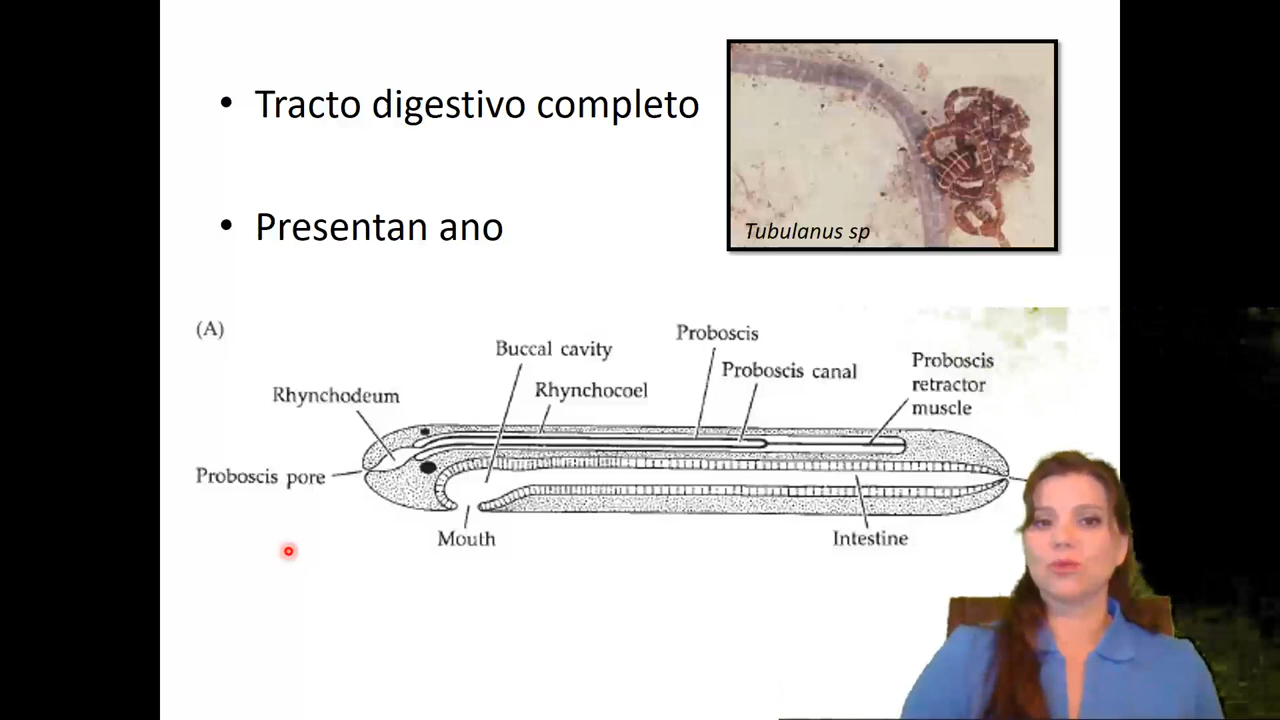 • Tracto digestivo completo
• Presentan ano
Tubulanus sp
(A)
Proboscis
Buccal cavity
Proboscis canal
Proboscis
retractor
muscle
Rhynchocoel
Rhynchodeum
Proboscis pore
Mouth
Intestine